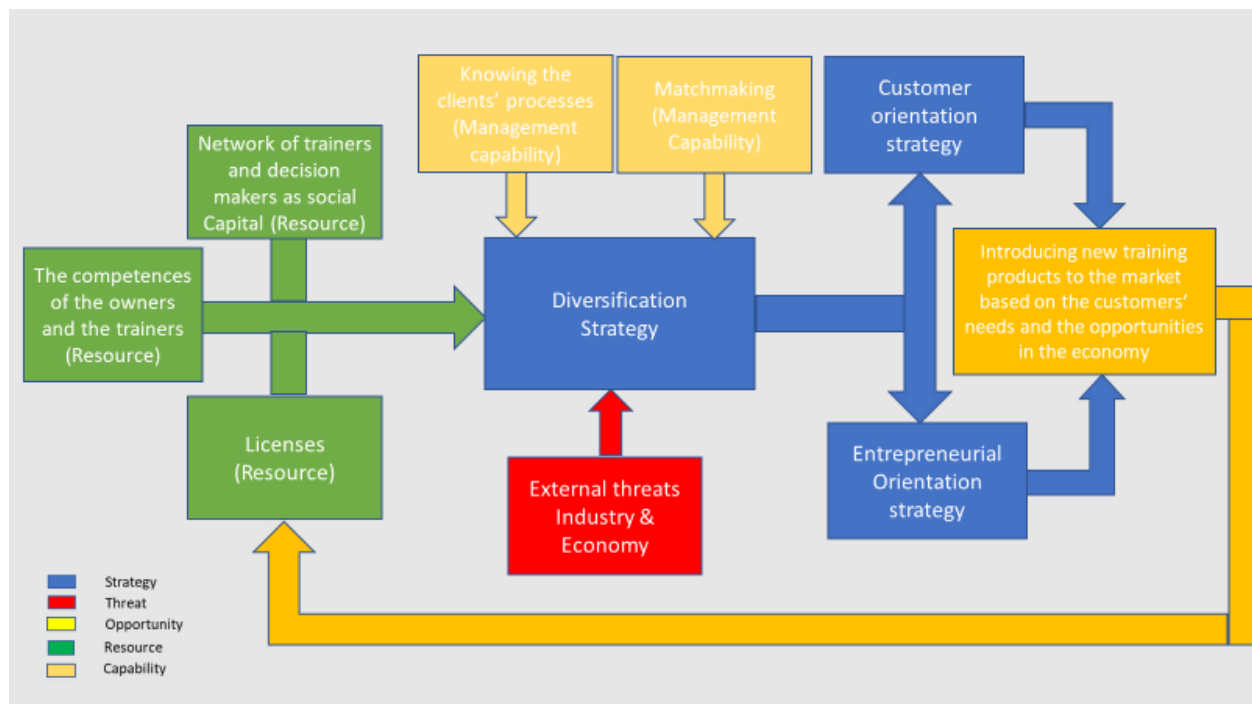 Knowing the
clients' processes
(Management
capability)
Matchmaking
(Management
Capability)
Customer
orientation
strategy
Network of trainers
and decision
makers as social
Capital (Resource)
The competences
of the owners
and the trainers
(Resource)
Diversification
Strategy
Introducing new training
products to the market
based on the customers'
needs and the opportunities
in the economy
Licenses
(Resource)
External threats
Industry &
Economy
Entrepreneurial
Orientation
strategy
Strategy
Threat
Opportunity
Resource
Capability